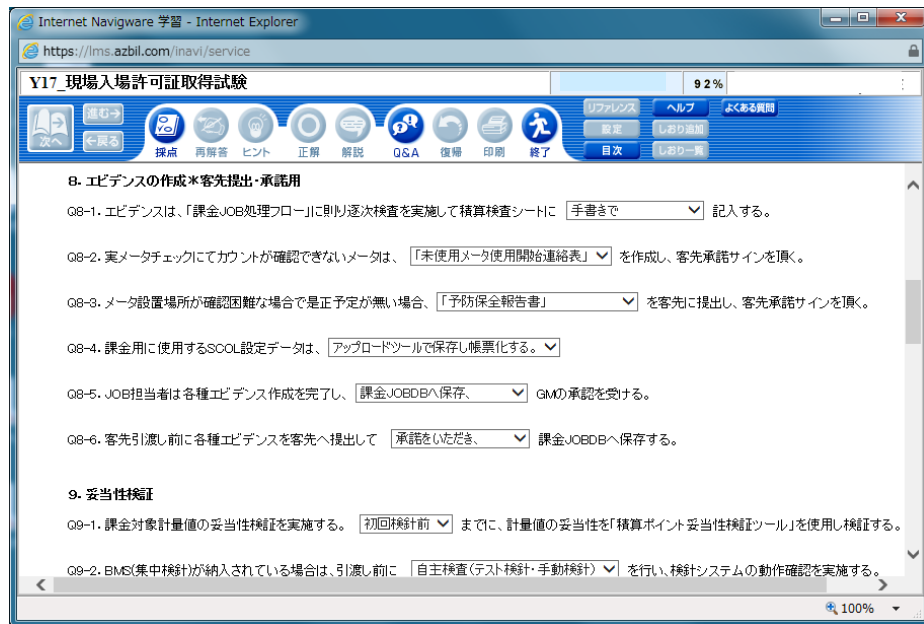 Internet Navigware 学習 - Internet Explorer
https://lms.azbil.com/inavi/service
Y17_現場入場許可証取得試験 92%
次へ 進む→ ←戻る 採点 再解答 ヒント 正解 解説 Q&A 復帰 印刷 終了 リファレンス ヘルプ よくある質問 設定 しおり追加 目次 しおり一覧
8. エビデンスの作成*客先提出・承諾用
Q8-1. エビデンスは、「課金JOB処理フロー」に則り逐次検査を実施して積算検査シートに 手書きで 記入する。
Q8-2. 実メータチェックにてカウントが確認できないメータは、 「未使用メータ使用開始連絡表」 を作成し、客先承諾サインを頂く。
Q8-3. メータ設置場所が確認困難な場合で是正予定が無い場合、 「予防保全報告書」 を客先に提出し、客先承諾サインを頂く。
Q8-4. 課金用に使用するSCOL設定データは、 アップロードツールで保存し帳票化する。
Q8-5. JOB担当者は各種エビデンス作成を完了し、 課金JOBDBへ保存、 GMの承認を受ける。
Q8-6. 客先引渡し前に各種エビデンスを客先へ提出して 承諾をいただき、 課金JOBDBへ保存する。
9. 妥当性検証
Q9-1. 課金対象計量値の妥当性検証を実施する。 初回検針前 までに、計量値の妥当性を「積算ポイント妥当性検証ツール」を使用し検証する。
Q9-2. BMS(集中検針)が納入されている場合は、引渡し前に 自主検査(テスト検針・手動検針) を行い、検針システムの動作確認を実施する。
100%